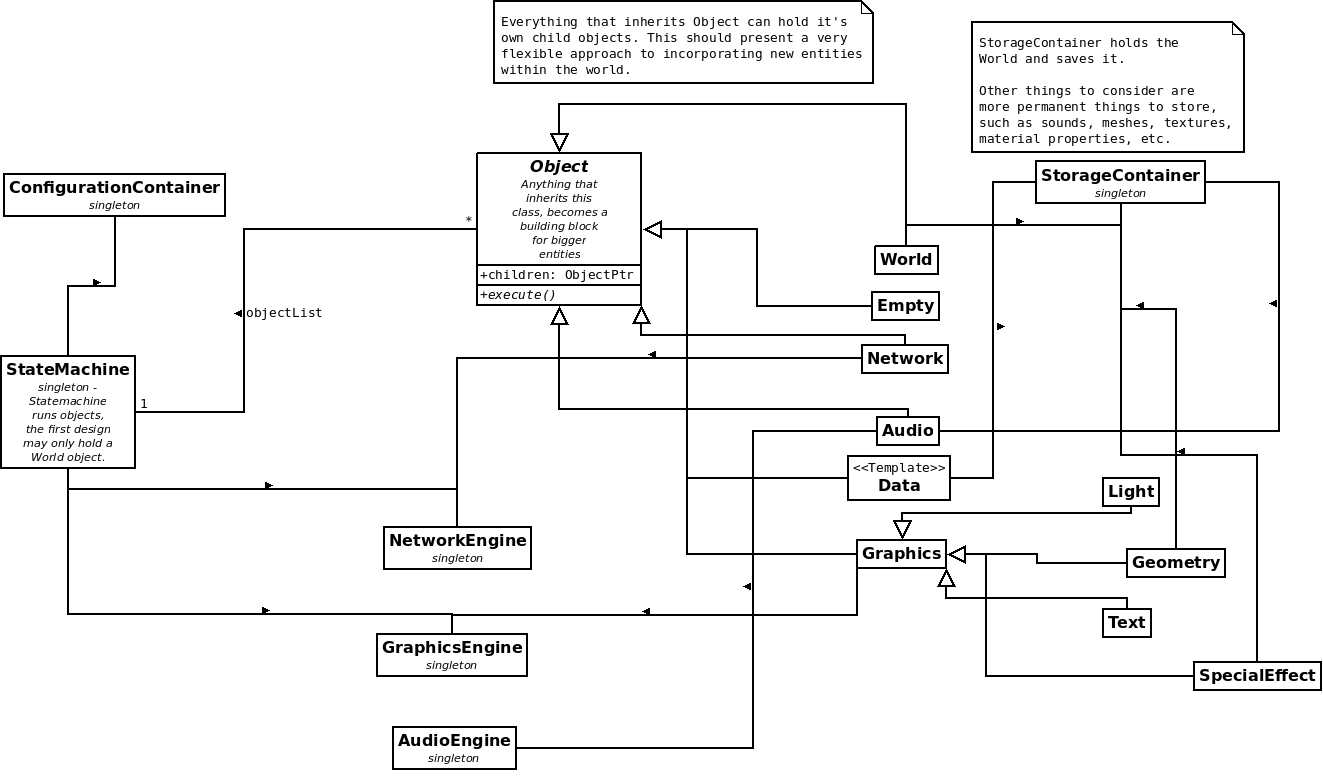 Everything that inherits Object can hold it's
own child objects. This should present a very
flexible approach to incorporating new entities
within the world.
StorageContainer holds the
World and saves it.
Other things to consider are
more permanent things to store,
such as sounds, meshes, textures,
material properties, etc.
Object
Anything that
inherits this
class, becomes a
building block
for bigger
entities
+children: ObjectPtr
+execute()
StorageContainer
singleton
ConfigurationContainer
singleton
*
World
Empty
objectList
Network
StateMachine
singleton -
Statemachine
runs objects,
the first design
may only hold a
World object.
1
Audio
<<Template>>
Data
Light
NetworkEngine
singleton
Graphics
Geometry
Text
GraphicsEngine
singleton
SpecialEffect
AudioEngine
singleton